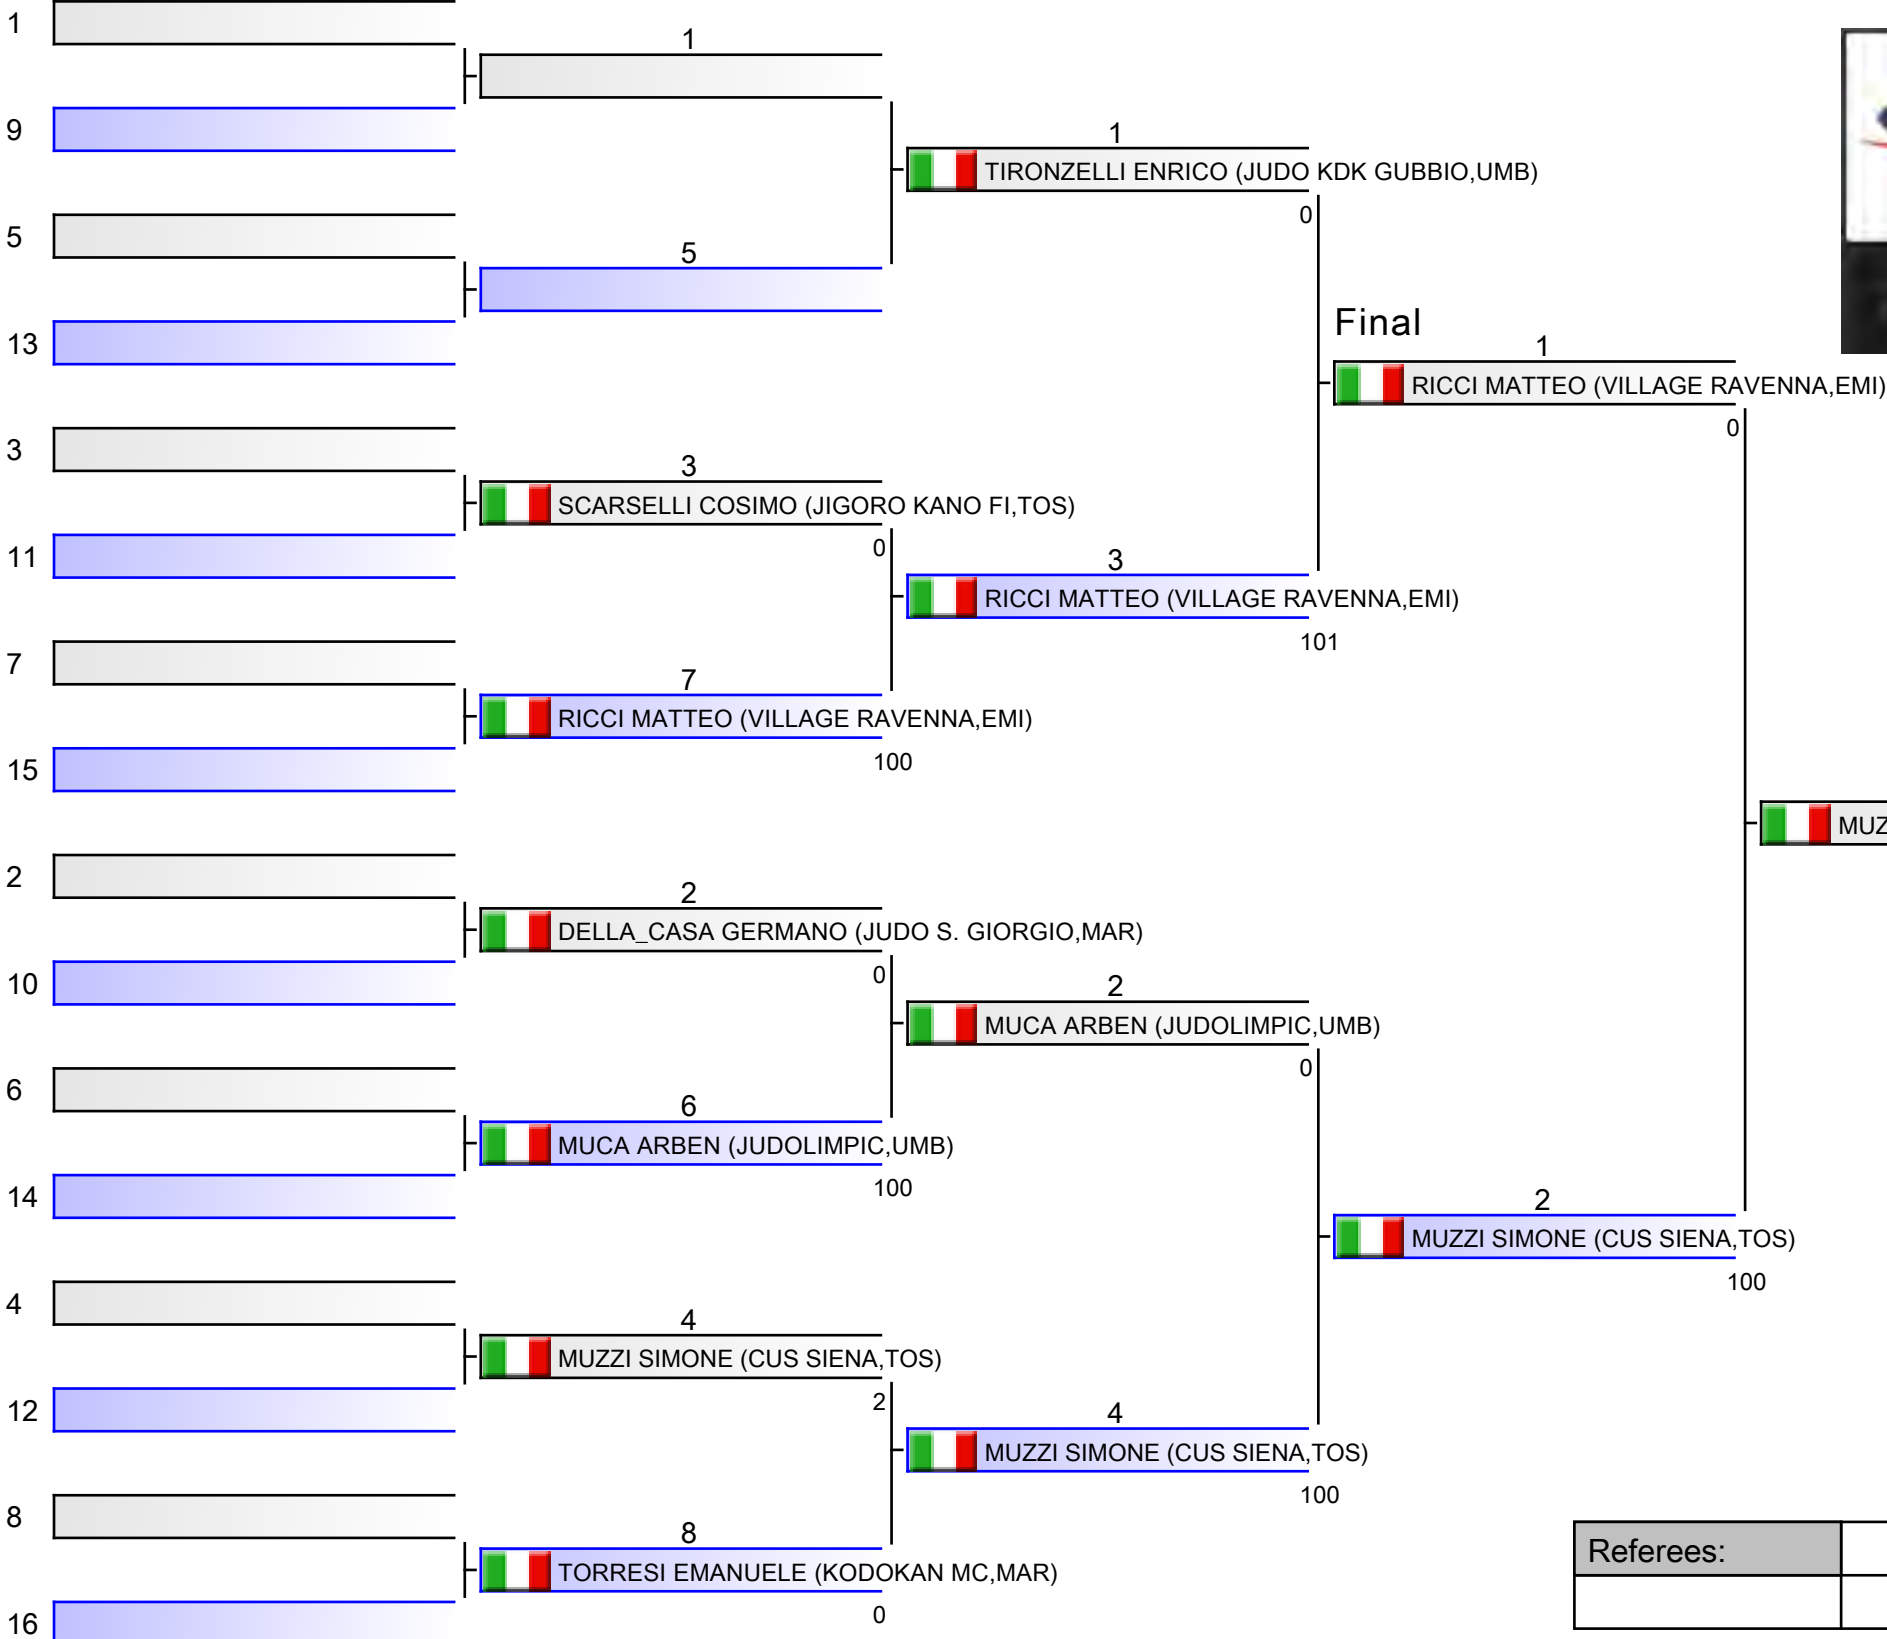 1
1
9
1
TIRONZELLI ENRICO (JUDO KDK GUBBIO,UMB)
0
5
5
13
Final
1
RICCI MATTEO (VILLAGE RAVENNA,EMI)
0
3
3
SCARSELLI COSIMO (JIGORO KANO FI,TOS)
0
11
3
RICCI MATTEO (VILLAGE RAVENNA,EMI)
101
7
7
RICCI MATTEO (VILLAGE RAVENNA,EMI)
100
15
MUZ
2
2
DELLA_CASA GERMANO (JUDO S. GIORGIO,MAR)
0
10
2
MUCA ARBEN (JUDOLIMPIC,UMB)
0
6
6
MUCA ARBEN (JUDOLIMPIC,UMB)
100
14
2
MUZZI SIMONE (CUS SIENA,TOS)
100
4
4
MUZZI SIMONE (CUS SIENA,TOS)
2
12
4
MUZZI SIMONE (CUS SIENA,TOS)
100
8
8
TORRESI EMANUELE (KODOKAN MC,MAR)
0
16
Referees: